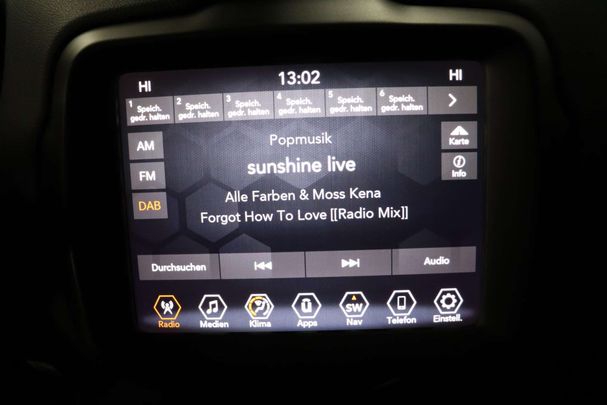 HI 13:02 HI
1 2 3 4 5 6
Speich. Speich. Speich. Speich. Speich. Speich.
gedr. halten gedr. halten gedr. halten gedr. halten gedr. halten gedr. halten
AM
FM
DAB
Popmusik
sunshine live
Alle Farben & Moss Kena
Forgot How To Love [[Radio Mix]]
Karte
Info
Durchsuchen Audio
SW
Radio Medien Klima Apps Nav Telefon Einstell.